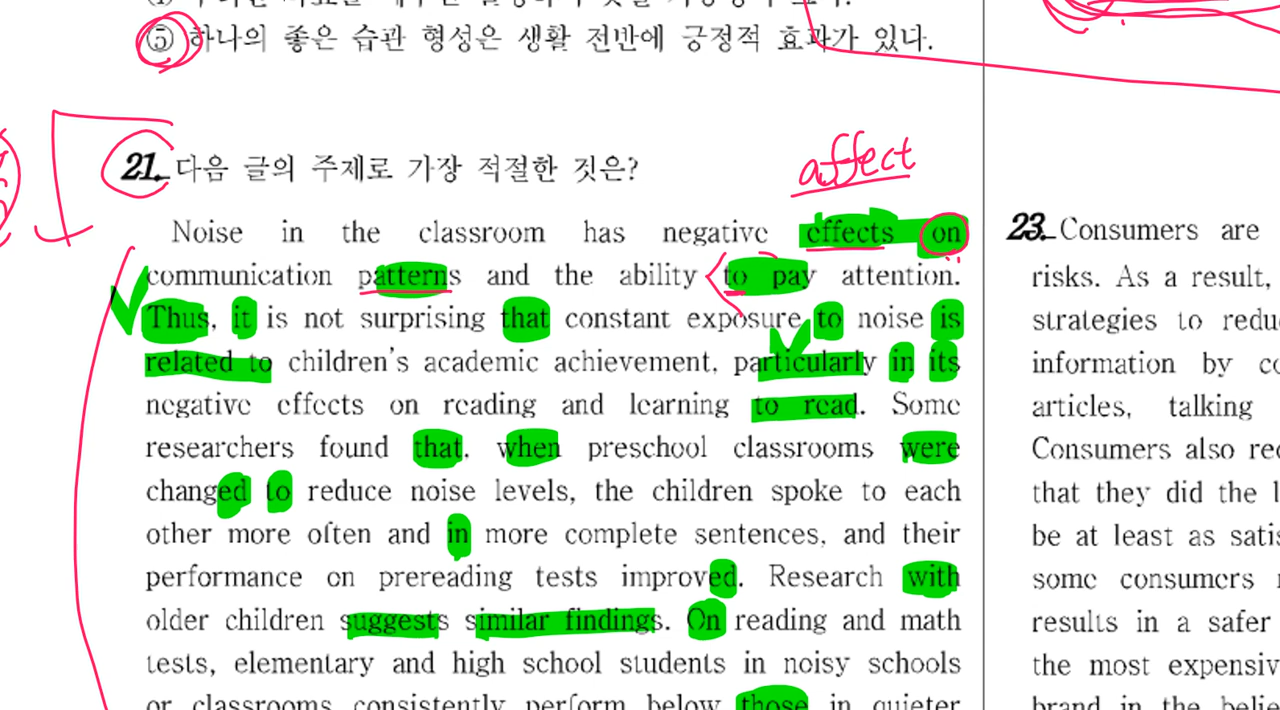 ⑤ 하나의 좋은 습관 형성은 생활 전반에 긍정적 효과가 있다.
affect
21. 다음 글의 주제로 가장 적절한 것은?
Noise in the classroom has negative effects on
communication patterns and the ability to pay attention.
Thus, it is not surprising that constant exposure to noise is
related to children's academic achievement, particularly in its
negative effects on reading and learning to read. Some
researchers found that, when preschool classrooms were
changed to reduce noise levels, the children spoke to each
other more often and in more complete sentences, and their
performance on prereading tests improved. Research with
older children suggests similar findings. On reading and math
tests, elementary and high school students in noisy schools
or classrooms consistently perform below those in quieter
23. Consumers are
risks. As a result,
strategies to redu
information by co
articles, talking
Consumers also rec
that they did the l
be at least as satis
some consumers
results in a safer
the most expensiv
brand in the belie